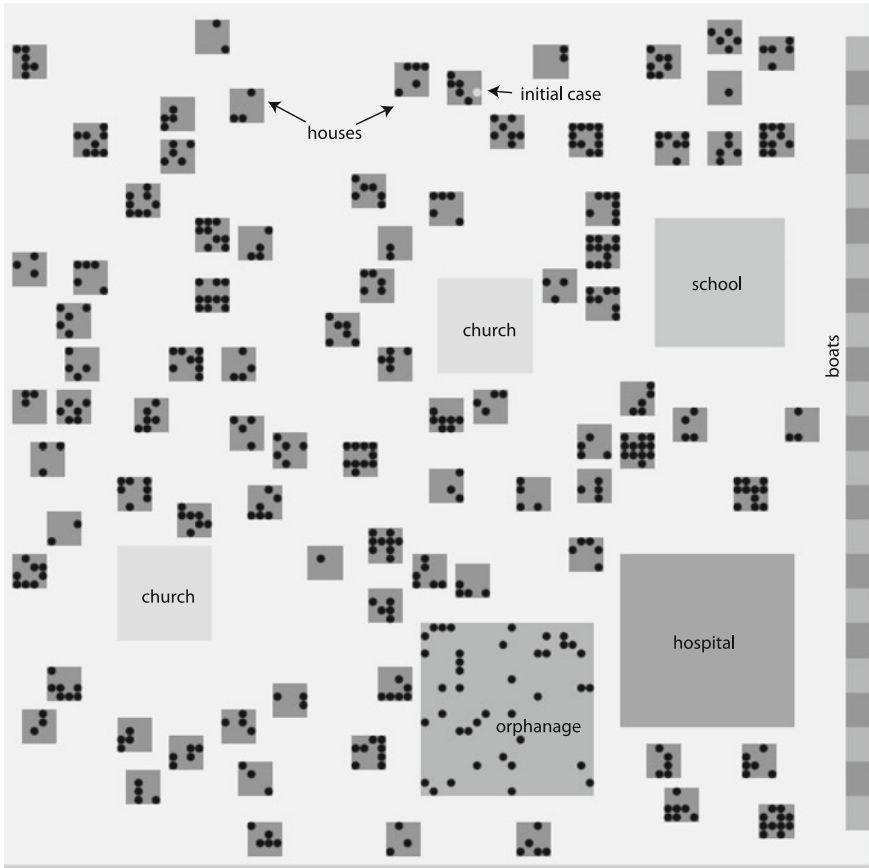 initial case
houses
school
church
boats
church
hospital
orphanage